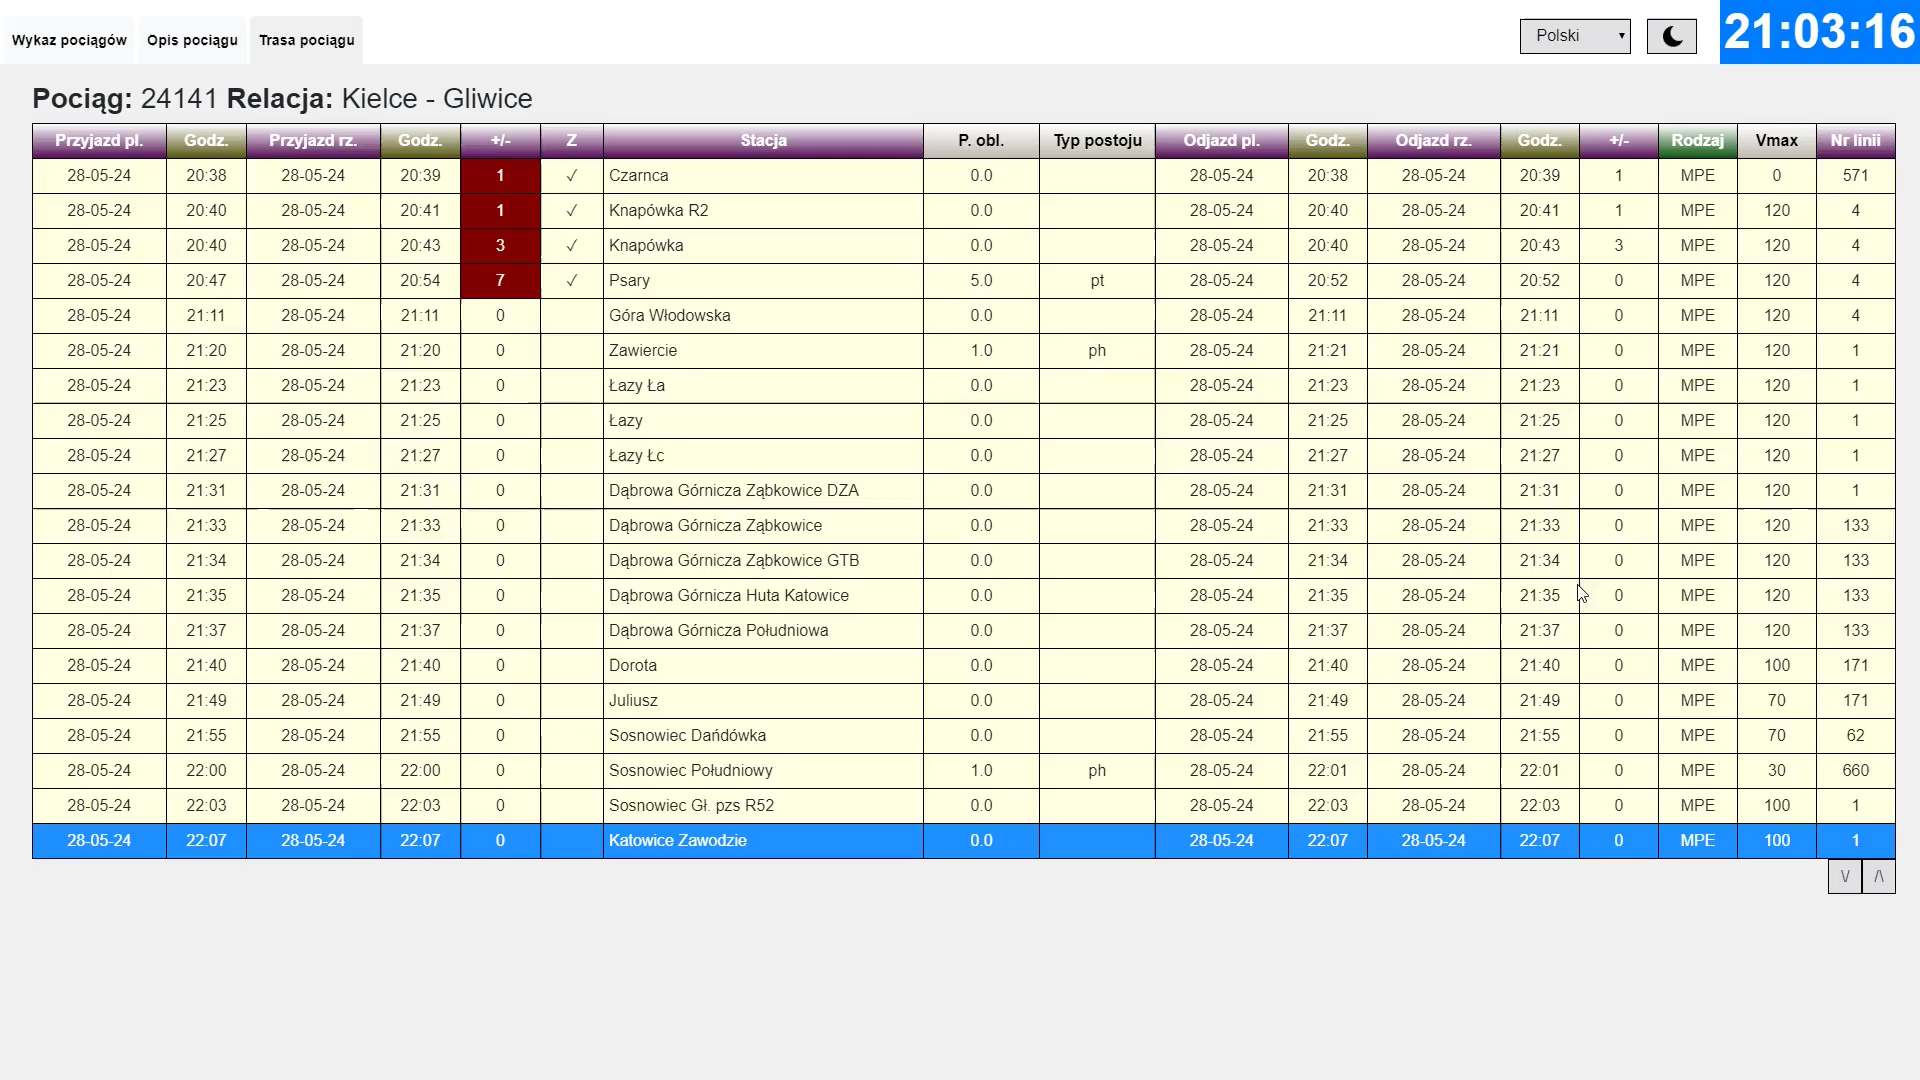 Wykaz pociągów Opis pociągu Trasa pociągu Polski 21:03:16
Pociąg: 24141 Relacja: Kielce - Gliwice
Przyjazd pl. Godz. Przyjazd rz. Godz. +/- Z Stacja P. obl. Typ postoju Odjazd pl. Godz. Odjazd rz. Godz. +/- Rodzaj Vmax Nr linii
28-05-24 20:38 28-05-24 20:39 1 ✓ Czarnca 0.0 28-05-24 20:38 28-05-24 20:39 1 MPE 0 571
28-05-24 20:40 28-05-24 20:41 1 ✓ Knapówka R2 0.0 28-05-24 20:40 28-05-24 20:41 1 MPE 120 4
28-05-24 20:40 28-05-24 20:43 3 ✓ Knapówka 0.0 28-05-24 20:40 28-05-24 20:43 3 MPE 120 4
28-05-24 20:47 28-05-24 20:54 7 ✓ Psary 5.0 pt 28-05-24 20:52 28-05-24 20:52 0 MPE 120 4
28-05-24 21:11 28-05-24 21:11 0 Góra Włodowska 0.0 28-05-24 21:11 28-05-24 21:11 0 MPE 120 4
28-05-24 21:20 28-05-24 21:20 0 Zawiercie 1.0 ph 28-05-24 21:21 28-05-24 21:21 0 MPE 120 1
28-05-24 21:23 28-05-24 21:23 0 Łazy Ła 0.0 28-05-24 21:23 28-05-24 21:23 0 MPE 120 1
28-05-24 21:25 28-05-24 21:25 0 Łazy 0.0 28-05-24 21:25 28-05-24 21:25 0 MPE 120 1
28-05-24 21:27 28-05-24 21:27 0 Łazy Łc 0.0 28-05-24 21:27 28-05-24 21:27 0 MPE 120 1
28-05-24 21:31 28-05-24 21:31 0 Dąbrowa Górnicza Ząbkowice DZA 0.0 28-05-24 21:31 28-05-24 21:31 0 MPE 120 1
28-05-24 21:33 28-05-24 21:33 0 Dąbrowa Górnicza Ząbkowice 0.0 28-05-24 21:33 28-05-24 21:33 0 MPE 120 133
28-05-24 21:34 28-05-24 21:34 0 Dąbrowa Górnicza Ząbkowice GTB 0.0 28-05-24 21:34 28-05-24 21:34 0 MPE 120 133
28-05-24 21:35 28-05-24 21:35 0 Dąbrowa Górnicza Huta Katowice 0.0 28-05-24 21:35 28-05-24 21:35 0 MPE 120 133
28-05-24 21:37 28-05-24 21:37 0 Dąbrowa Górnicza Południowa 0.0 28-05-24 21:37 28-05-24 21:37 0 MPE 120 133
28-05-24 21:40 28-05-24 21:40 0 Dorota 0.0 28-05-24 21:40 28-05-24 21:40 0 MPE 100 171
28-05-24 21:49 28-05-24 21:49 0 Juliusz 0.0 28-05-24 21:49 28-05-24 21:49 0 MPE 70 171
28-05-24 21:55 28-05-24 21:55 0 Sosnowiec Dańdówka 0.0 28-05-24 21:55 28-05-24 21:55 0 MPE 70 62
28-05-24 22:00 28-05-24 22:00 0 Sosnowiec Południowy 1.0 ph 28-05-24 22:01 28-05-24 22:01 0 MPE 30 660
28-05-24 22:03 28-05-24 22:03 0 Sosnowiec Gł. pzs R52 0.0 28-05-24 22:03 28-05-24 22:03 0 MPE 100 1
28-05-24 22:07 28-05-24 22:07 0 Katowice Zawodzie 0.0 28-05-24 22:07 28-05-24 22:07 0 MPE 100 1
\/ /\